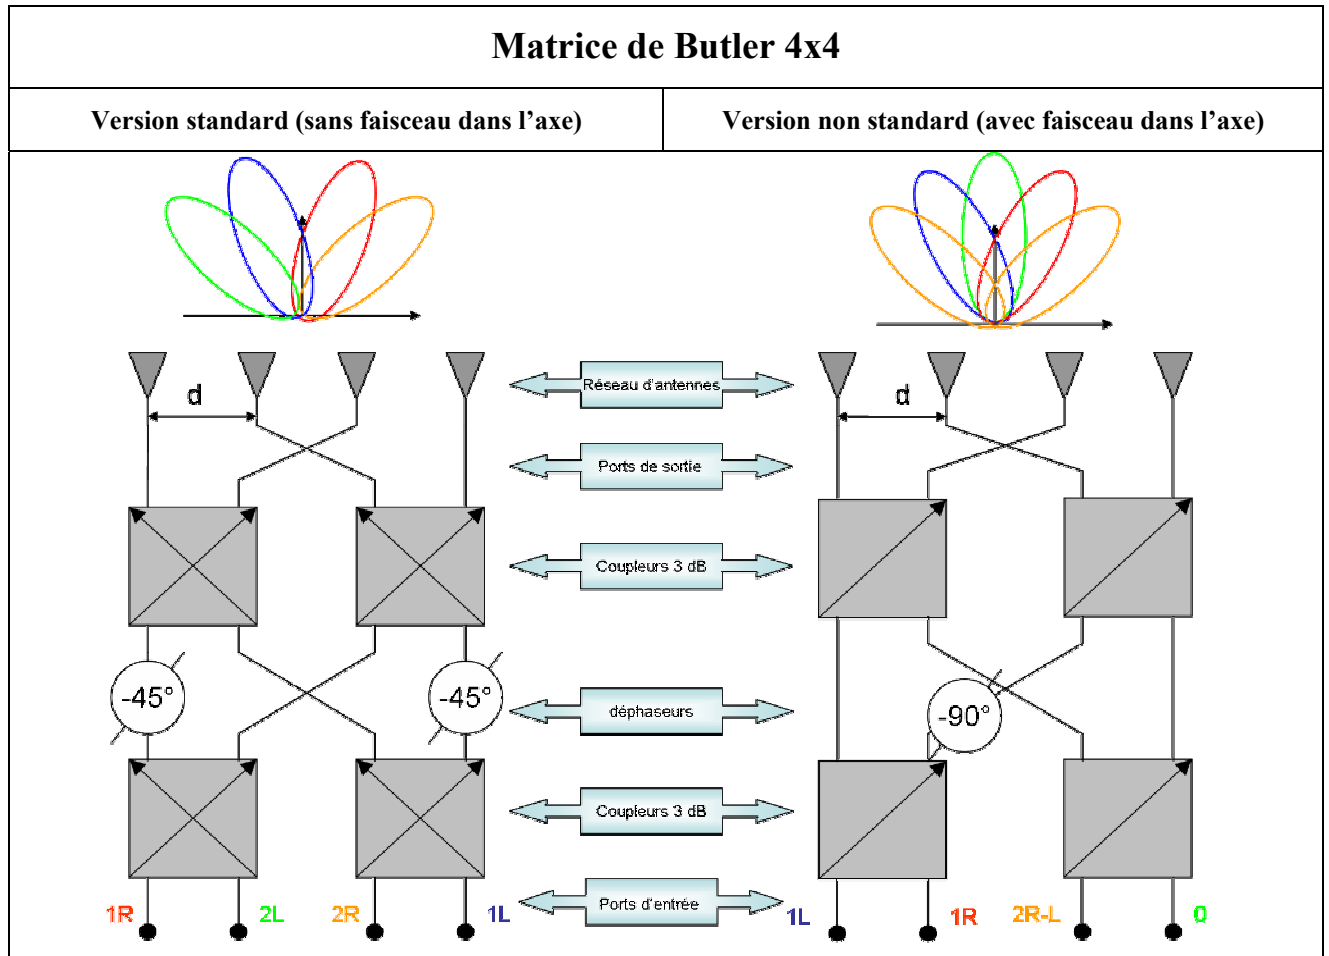 Matrice de Butler 4x4
Version standard (sans faisceau dans l'axe)
Version non standard (avec faisceau dans l'axe)
d
Réseau d'antennes
d
Ports de sortie
Coupleurs 3 dB
-45°
-45°
déphaseurs
-90°
Coupleurs 3 dB
1R
2L
2R
1L
Ports d'entrée
1L
1R
2R-L
0